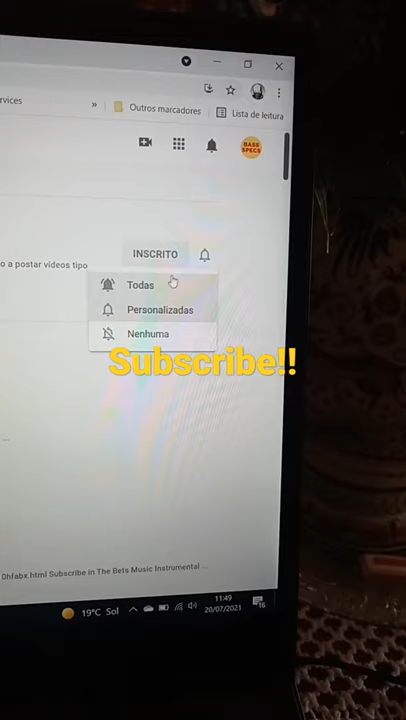 rvices
»
Outros marcadores
Lista de leitura
BASS
SPECS
INSCRITO
o a postar vídeos tipo
Todas
Personalizadas
Nenhuma
Subscribe!!
...
0hfabx.html Subscribe in The Bets Music Instrumental ...
19°C Sol
11:49
20/07/2021
16